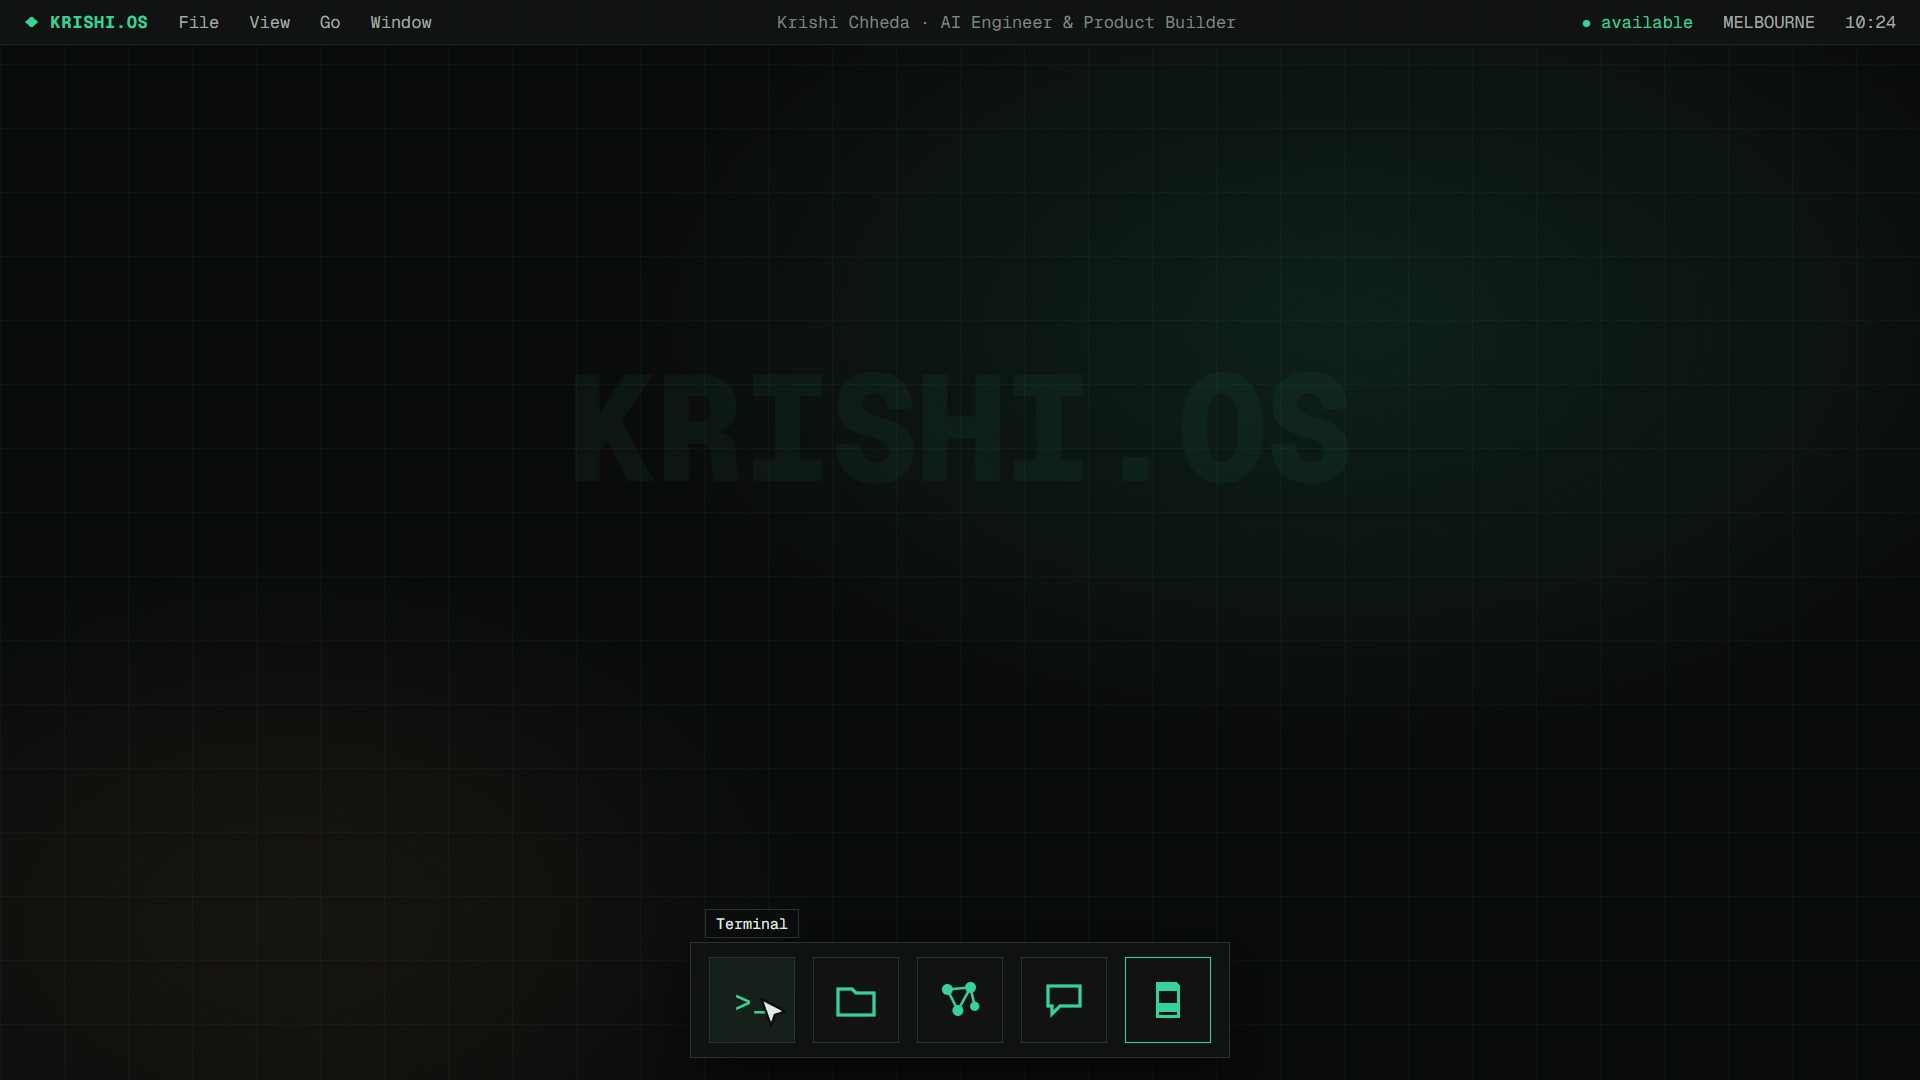 KRISHI.OS File View Go Window Krishi Chheda · AI Engineer & Product Builder ● available MELBOURNE 10:24
KRISHI.OS
Terminal
>_